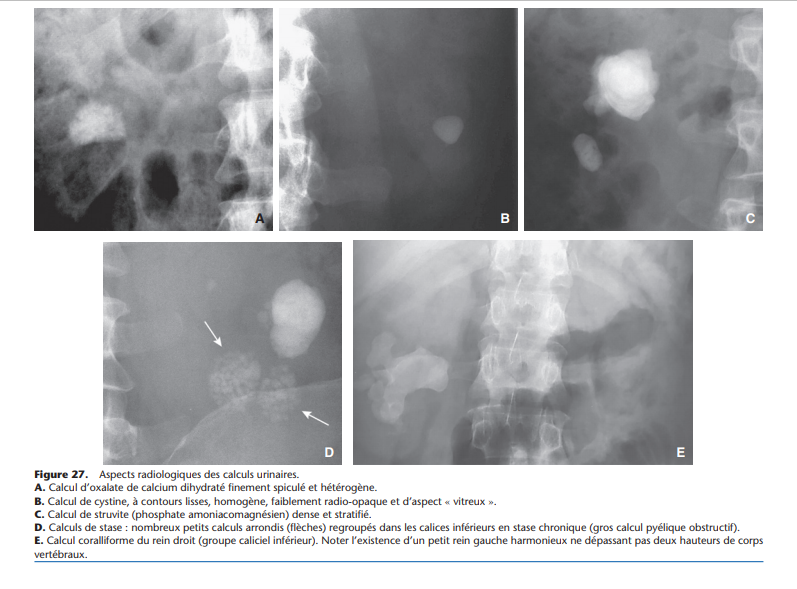 A
B
C
D
E
Figure 27. Aspects radiologiques des calculs urinaires.
A. Calcul d'oxalate de calcium dihydraté finement spiculé et hétérogène.
B. Calcul de cystine, à contours lisses, homogène, faiblement radio-opaque et d'aspect « vitreux ».
C. Calcul de struvite (phosphate amoniacomagnésien) dense et stratifié.
D. Calculs de stase : nombreux petits calculs arrondis (flèches) regroupés dans les calices inférieurs en stase chronique (gros calcul pyélique obstructif).
E. Calcul coralliforme du rein droit (groupe caliciel inférieur). Noter l'existence d'un petit rein gauche harmonieux ne dépassant pas deux hauteurs de corps
vertébraux.